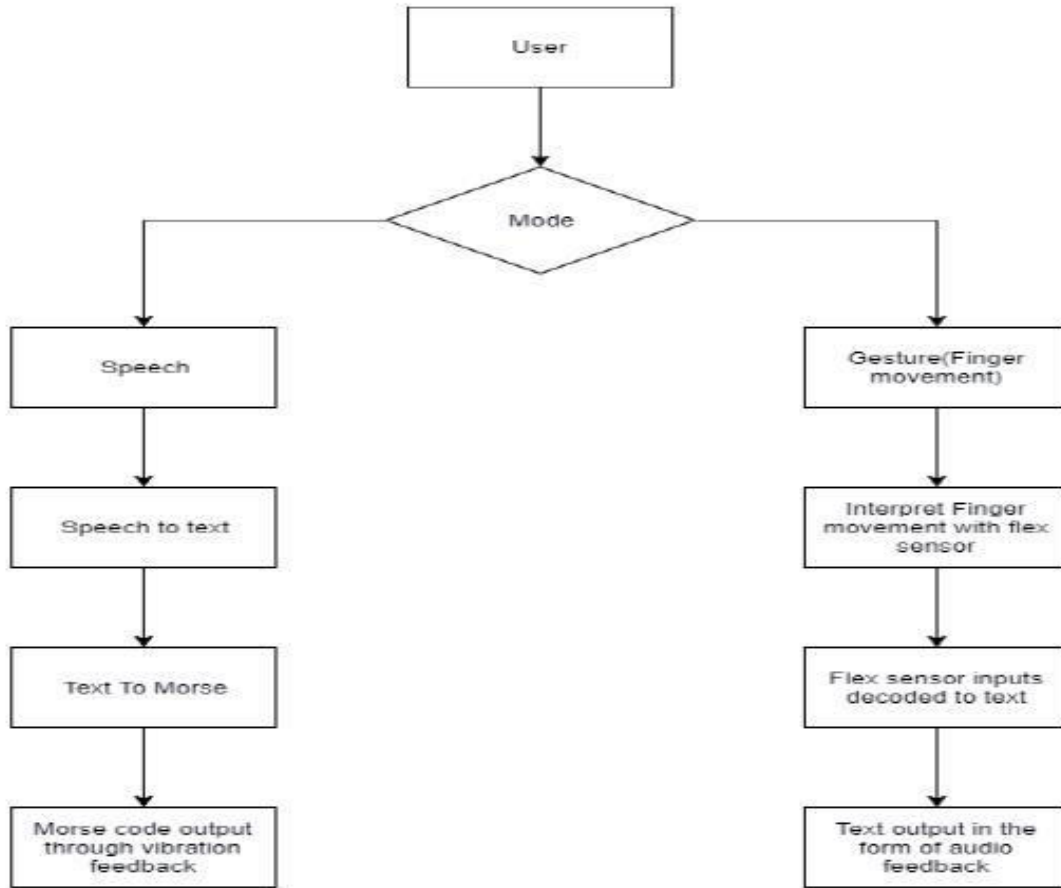 User
Mode
Speech
Gesture(Finger
movement)
Speech to text
Interpret Finger
movement with flex
sensor
Text To Morse
Flex sensor inputs
decoded to text
Morse code output
through vibration
feedback
Text output in the
form of audio
feedback